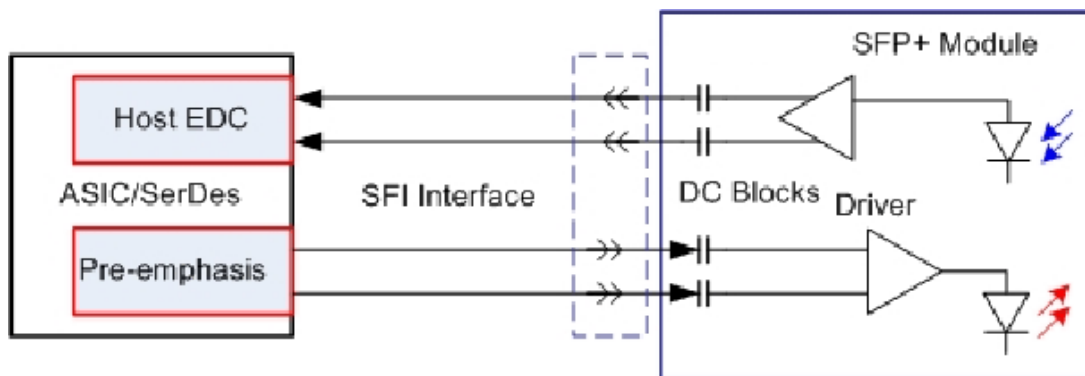 SFP+ Module
Host EDC
ASIC/SerDes
SFI Interface
DC Blocks
Driver
Pre-emphasis